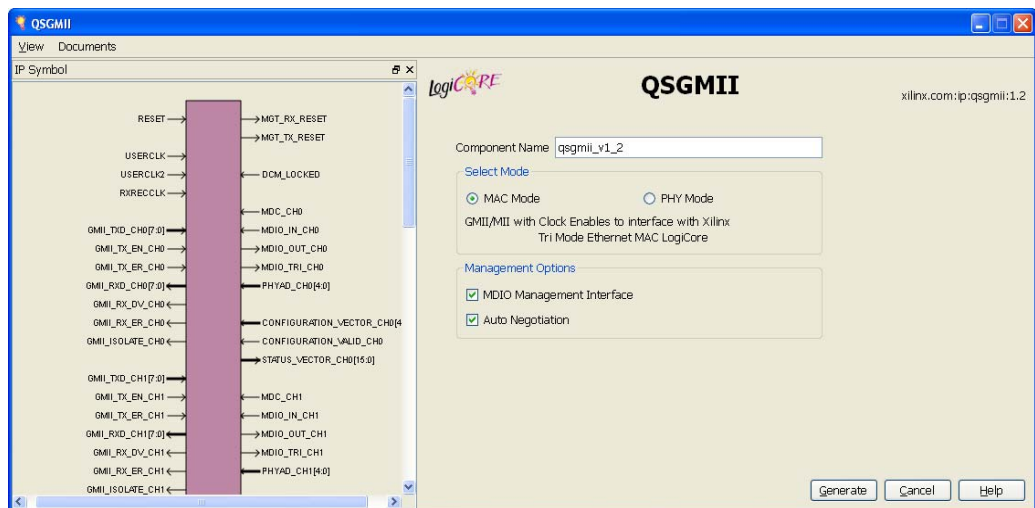 QSGMII
View Documents
IP Symbol
RESET
MGT_RX_RESET
MGT_TX_RESET
USERCLK
USERCLK2
DCM_LOCKED
RXRECCLK
MDC_CH0
GMII_TXD_CH0[7:0]
MDIO_IN_CH0
GMII_TX_EN_CH0
MDIO_OUT_CH0
GMII_TX_ER_CH0
MDIO_TRI_CH0
GMII_RXD_CH0[7:0]
PHYAD_CH0[4:0]
GMII_RX_DV_CH0
GMII_RX_ER_CH0
CONFIGURATION_VECTOR_CH0[4
GMII_ISOLATE_CH0
CONFIGURATION_VALID_CH0
STATUS_VECTOR_CH0[15:0]
GMII_TXD_CH1[7:0]
GMII_TX_EN_CH1
MDC_CH1
GMII_TX_ER_CH1
MDIO_IN_CH1
GMII_RXD_CH1[7:0]
MDIO_OUT_CH1
GMII_RX_DV_CH1
MDIO_TRI_CH1
GMII_RX_ER_CH1
PHYAD_CH1[4:0]
GMII_ISOLATE_CH1
LogiCORE
QSGMII
xilinx.com:ip:qsgmii:1.2
Component Name qsgmii_v1_2
Select Mode
MAC Mode PHY Mode
GMII/MII with Clock Enables to interface with Xilinx
Tri Mode Ethernet MAC LogiCore
Management Options
MDIO Management Interface
Auto Negotiation
Generate Cancel Help